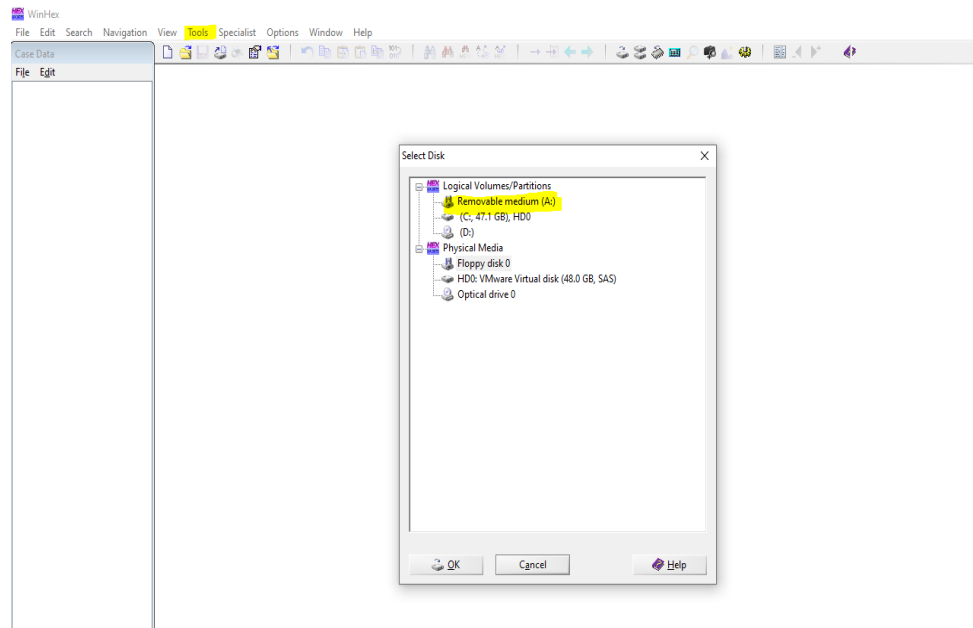 WinHex
File Edit Search Navigation View Tools Specialist Options Window Help
Case Data
File Edit
Select Disk
Logical Volumes/Partitions
Removable medium (A:)
(C:, 47.1 GB), HD0
(D:)
Physical Media
Floppy disk 0
HD0: VMware Virtual disk (48.0 GB, SAS)
Optical drive 0
OK Cancel Help